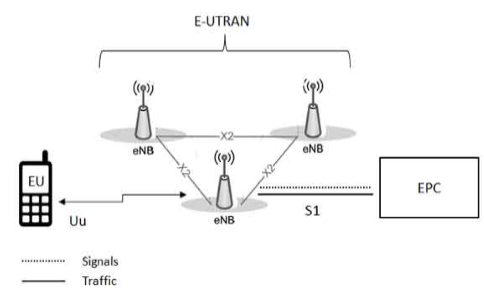 E-UTRAN
X2
eNB
eNB
X2
X2
EU
EPC
Uu
eNB
S1
Signals
Traffic